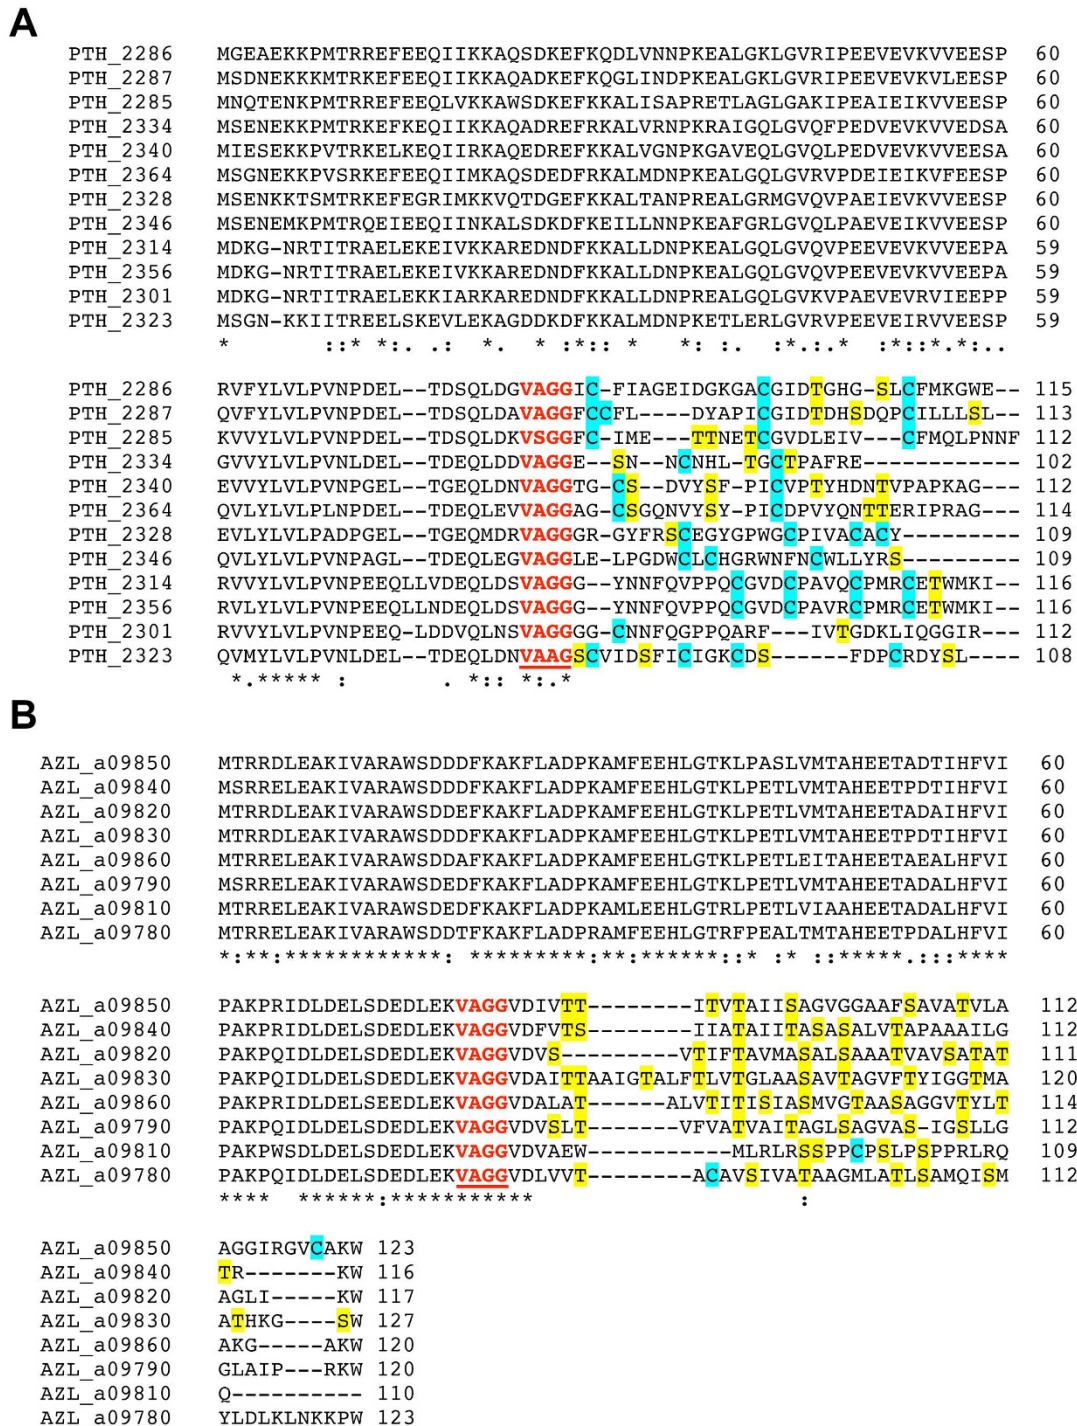 A
PTH_2286 MGEAEKKPMTRREFEEQIIKKAQSDKEFKQDLVNNPKEALGKLGVRIPEEVEVKVVEESP 60
PTH_2287 MSDNEKKKMTRKEFEEQIIKKAQSDKEFKQGLINDPKEALGKLGVRIPEEVEVKVLEESP 60
PTH_2285 MNQTENKPMTRREFEEQLVKKAWSDKEFKKALISAPRETLAGLGAKIPEAIEIKVVEESP 60
PTH_2334 MSENEKKPMTRKEFKEQIIKKAQADREFRKALVRNPKRAIGQLGVQFPEDVEVKVVEDSA 60
PTH_2340 MIESEKKPVTRKELKEQIIRKAQEDREFKKALVGNPKGAVEQLGVQLPEDVEVKVVEESA 60
PTH_2364 MSGNEKKPVSRKEFEEQIIMKAQSDEDFRKALMDNPKEALGQLGVRVPDEIEIKVFEESP 60
PTH_2328 MSENKKTSMTRKEFEGRIMKKVQTDGEFKKALTANPREALGRMGVQVPAEIEVKVVEESP 60
PTH_2346 MSENEMKPMTRQEIEEQIINKALSDKDFKEILLNNPKEAFGRLGVQIPAEVEVKVVEESP 60
PTH_2314 MDKG-NRTITRAELEKEIVKKAREDNDFKKALLDNPKEALGQLGVQVPEEVEVKVVEEPA 59
PTH_2356 MDKG-NRTITRAELEKEIVKKAREDNDFKKALLDNPKEALGQLGVQVPEEVEVKVVEEPA 59
PTH_2301 MDKG-NRTITRAELEKKIARKAREDNDFKKALLDNPREALGQLGVKVPAEVEVRVIEEPP 59
PTH_2323 MSGN-KKIITREELSKEVLEKAGDDKDFKKALMDNPKETLERLGVRVPEEVEIRVVEESP 59
* ::* *:. .: *. * *: * *: :. *.:.* :*::*.*:..
PTH_2286 RVFYLVLPVNPDEL--TDSQLDGVAGGIC-FIAGEIDGKGACGIDTGHG-SLCFMKGWE-- 115
PTH_2287 QVFYLVLPVNPDEL--TDSQLDAVAGGFCCFL----DYAPICGIDTDHSDQPCILLLSL-- 113
PTH_2285 KVVYLVLPVNPDEL--TDSQLDKVSGGFC-IME---TTNETCGVDLEIV---CFMQLPNNF 112
PTH_2334 GVVYLVLPVNLDEL--TDEQLDDVAGGE--SN--NCNHL-TGCTPAFRE------------ 102
PTH_2340 EVVYLVLPVNPGEL--TGEQLDNVAGGTG-CS--DVYSF-PICVPTYHDNTVPAPKAG--- 112
PTH_2364 QVLYLVLPLNPDEL--TDEQLEGVAGGAG-CSGQNVYSY-PICDPVYQNTTERIPRAG--- 114
PTH_2328 EVLYLVLPADPGEL--TGEQMDRVAGGGR-GYFRSCEGYGPWGCPIVACACY--------- 109
PTH_2346 QVLYLVLPVNPAGL--TDEQLEGVAGGLE-LPGDWCLCHGRWNFNCWLLYRS--------- 109
PTH_2314 RVVYLVLPVNPEEQLLVDEQLDSVAGGG--YNNFQVPPQCGVDCPAVQCPMRCETWMKI-- 116
PTH_2356 RVLYLVLPVNPEEQLLNDEQLDSVAGGG--YNNFQVPPQCGVDCPAVRCPMRCETWMKI-- 116
PTH_2301 RVVYLVLPVNPEEQ-LDDVQLNSVAGGGG-CNNFQGPPQARF---IVTGDKLIQGGIR--- 112
PTH_2323 QVMYLVLPVNLDEL--TDEQLDNVAAGSCVIDSFICIGKCDS------FDPCRDYSL---- 108
*.***** : . *:: *:.*
B
AZL_a09850 MTRRDLEAKIVARAWSDDDFKAKFLADPKAMFEEHLGTKLPASLVMTAHEETADTIHFVI 60
AZL_a09840 MSRRELEAKIVARAWSDDDFKAKFLADPKAMFEEHLGTKLPETLVMTAHEETPDTIHFVI 60
AZL_a09820 MTRRDLEAKIVARAWSDDEFKAKFLADPKAMFEEHLGTKLPETLVMTAHEETADAIHFVI 60
AZL_a09830 MTRRDLEAKIVARAWSDDDFKAKFLADPKAMFEEHLGTKLPETLVMTAHEETPDTIHFVI 60
AZL_a09860 MTRRELEAKIVARAWSDDAFKAKFLADPKAMFEEHLGTKLPETLEITAHEETAEALHFVI 60
AZL_a09790 MSRRELEAKIVARAWSDEDFKAKFLADPKAMFEEHLGTKLPETLVMTAHEETADALHFVI 60
AZL_a09810 MTRRELEAKIVARAWSDEDFKAKFLADPKAMLEEHLGTRLPETLVIAAHEETADALHFVI 60
AZL_a09780 MTRRELEAKIVARAWSDDTFKAKFLADPRAMFEEHLGTRFPEALTMTAHEETPDALHFVI 60
*:**:************: *********:**:******::* :* ::*****.:::****
AZL_a09850 PAKPRIDLDELSDEDLEKVAGGVDIVTT--------ITVTAIISAGVGGAAFSAVATVLA 112
AZL_a09840 PAKPRIDLDELSDEDLEKVAGGVDFVTS--------IIATAIITASASALVTAPAAAILG 112
AZL_a09820 PAKPQIDLDELSDEDLEKVAGGVDVS---------VTIFTAVMASALSAAATVAVSATAT 111
AZL_a09830 PAKPQIDLDELSDEDLEKVAGGVDAITTAAIGTALFTLVTGLAASAVTAGVFTYIGGTMA 120
AZL_a09860 PAKPRIDLDELSEEDLEKVAGGVDALAT------ALVTITISIASMVGTAASAGGVTYLT 114
AZL_a09790 PAKPQIDLDELSDEDLEKVAGGVDVSLT-------VFVATVAITAGLSAGVAS-IGSLLG 112
AZL_a09810 PAKPWSDLDELSDEDLEKVAGGVDVAEW-----------MLRLRSSPPCPSLPSPPRLRQ 109
AZL_a09780 PAKPQIDLDELSDEDLEKVAGGVDLVVT--------ACAVSIVATAAGMLATLSAMQISM 112
**** ******:*********** :
AZL_a09850 AGGIRGVCAKW 123
AZL_a09840 TR-------KW 116
AZL_a09820 AGLI-----KW 117
AZL_a09830 ATHKG----SW 127
AZL_a09860 AKG-----AKW 120
AZL_a09790 GLAIP---RKW 120
AZL_a09810 Q---------- 110
AZL_a09780 YLDLKLNKKPW 123